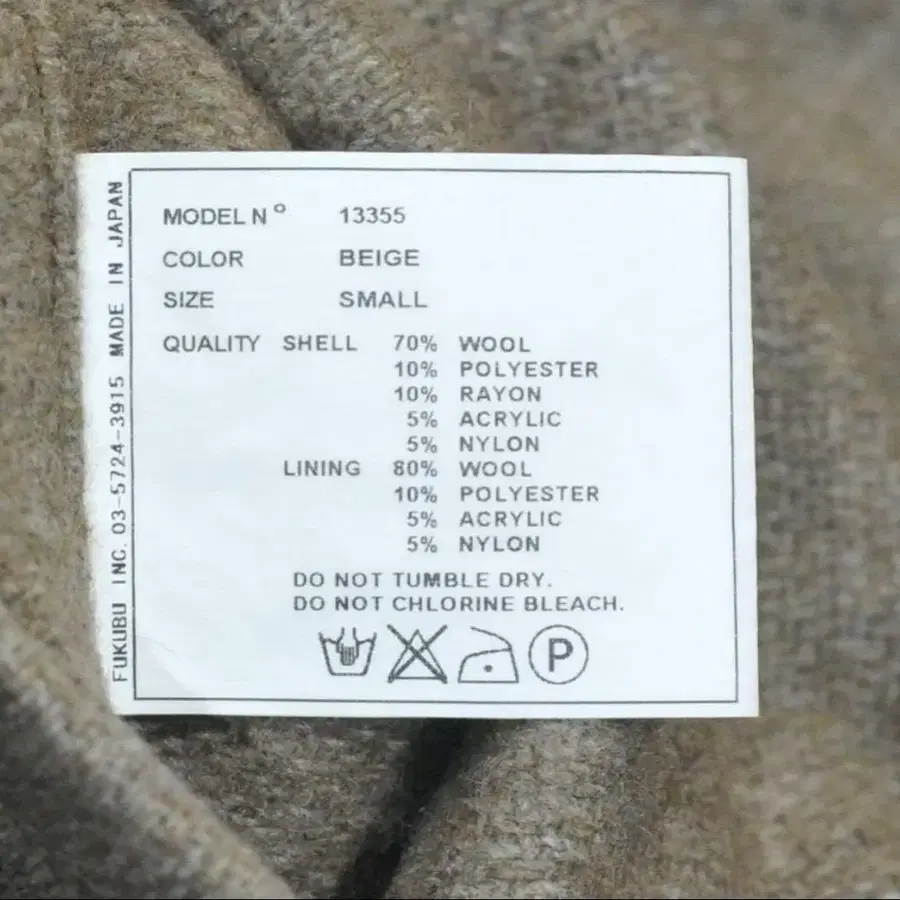 MODEL Nº 13355
COLOR BEIGE
SIZE SMALL
QUALITY SHELL 70% WOOL
10% POLYESTER
10% RAYON
5% ACRYLIC
5% NYLON
LINING 80% WOOL
10% POLYESTER
5% ACRYLIC
5% NYLON
DO NOT TUMBLE DRY.
DO NOT CHLORINE BLEACH.
P
FUKUBU INC. 03-5724-3915 MADE IN JAPAN